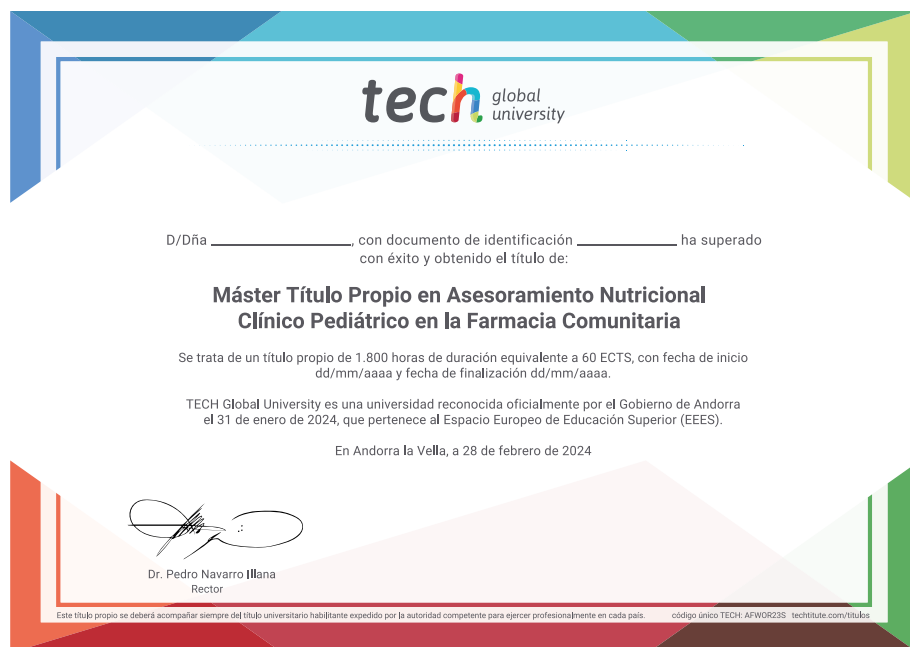 tech global university
D/Dña ____________________, con documento de identificación ______________ ha superado
con éxito y obtenido el título de:
Máster Título Propio en Asesoramiento Nutricional
Clínico Pediátrico en la Farmacia Comunitaria
Se trata de un título propio de 1.800 horas de duración equivalente a 60 ECTS, con fecha de inicio
dd/mm/aaaa y fecha de finalización dd/mm/aaaa.
TECH Global University es una universidad reconocida oficialmente por el Gobierno de Andorra
el 31 de enero de 2024, que pertenece al Espacio Europeo de Educación Superior (EEES).
En Andorra la Vella, a 28 de febrero de 2024
Dr. Pedro Navarro Illana
Rector
Este título propio se deberá acompañar siempre del título universitario habilitante expedido por la autoridad competente para ejercer profesionalmente en cada país. código único TECH: AFWOR23S techtitute.com/titulos